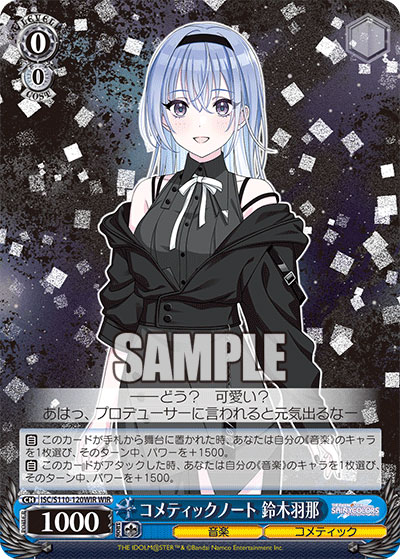 LEVEL
0
0
COST
SAMPLE
――どう? 可愛い?
あはっ、プロデューサーに言われると元気出るなー
自 このカードが手札から舞台に置かれた時、あなたは自分の《音楽》のキャラを1枚選び、そのターン中、パワーを+1500。
自 このカードがアタックした時、あなたは自分の《音楽》のキャラを1枚選び、そのターン中、パワーを+1500。
ISC/S110-120WIR WIR
コメティックノート 鈴木羽那
SHINYCOLORS
1000
音楽
コメティック
THE IDOLM@STER™& ©Bandai Namco Entertainment Inc.